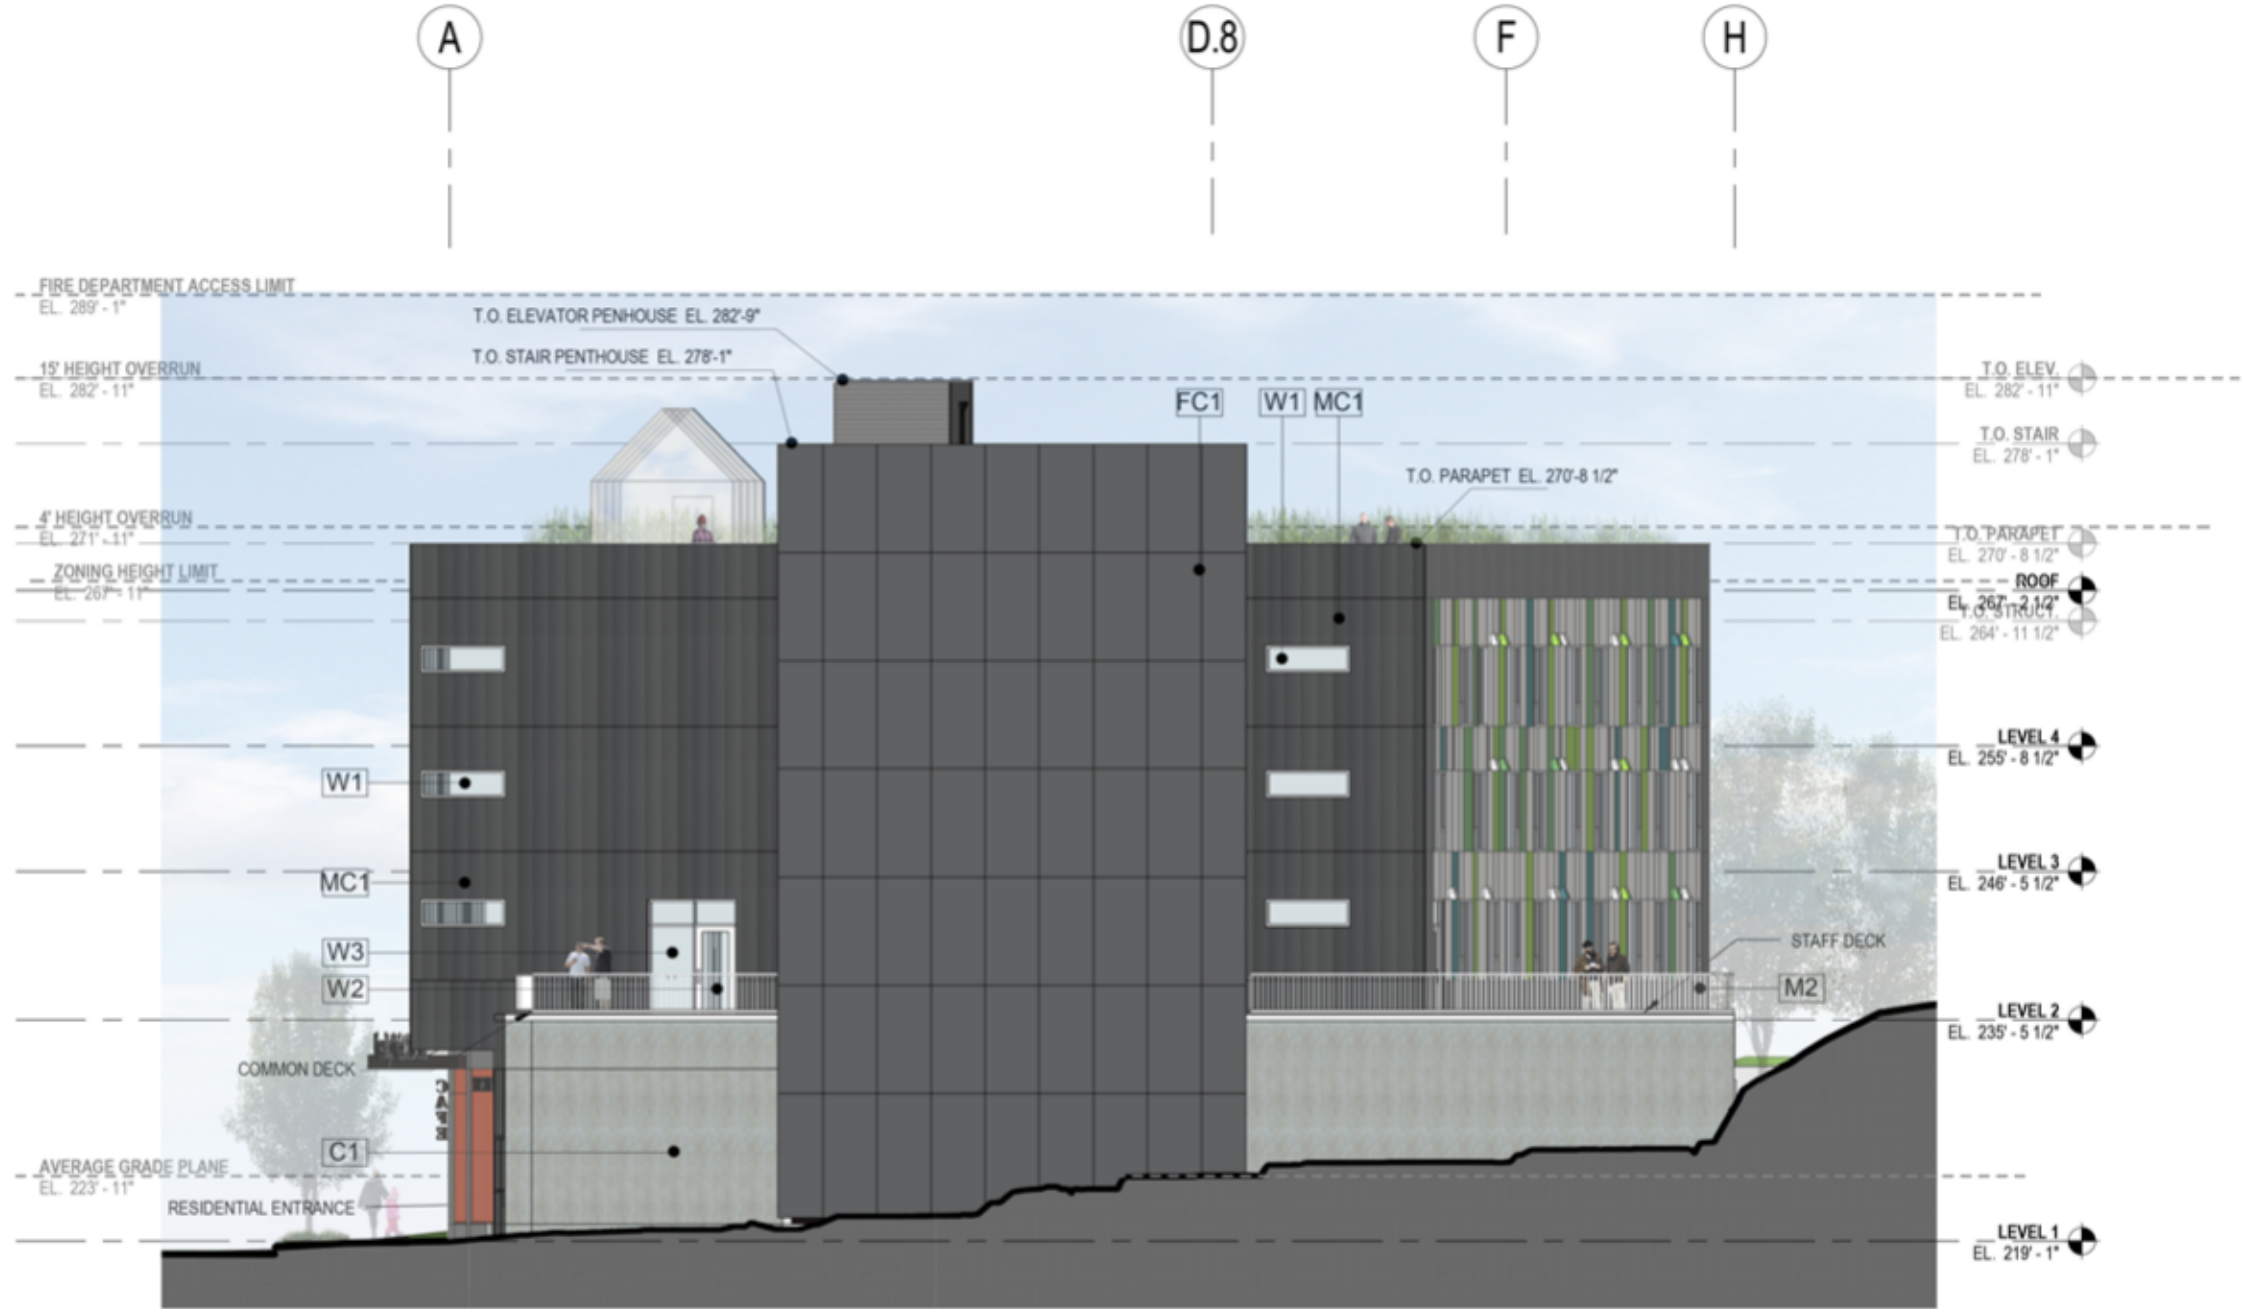 A
D.8
F
H
FIRE DEPARTMENT ACCESS LIMIT
EL. 289' - 1"
T.O. ELEVATOR PENHOUSE EL. 282'-9"
T.O. STAIR PENTHOUSE EL. 278'-1"
15' HEIGHT OVERRUN
EL. 282' - 11"
T.O. ELEV.
EL. 282' - 11"
FC1
W1
MC1
T.O. STAIR
EL. 278' - 1"
T.O. PARAPET EL. 270'-8 1/2"
4' HEIGHT OVERRUN
EL. 271' - 11"
T.O. PARAPET
EL. 270' - 8 1/2"
ZONING HEIGHT LIMIT
EL. 267' - 11"
ROOF
EL. 267' - 2 1/2"
T.O. STRUCT.
EL. 264' - 11 1/2"
LEVEL 4
EL. 255' - 8 1/2"
W1
LEVEL 3
EL. 246' - 5 1/2"
MC1
STAFF DECK
W3
W2
M2
LEVEL 2
EL. 235' - 5 1/2"
COMMON DECK
CAFE
C1
AVERAGE GRADE PLANE
EL. 223' - 11"
RESIDENTIAL ENTRANCE
LEVEL 1
EL. 219' - 1"